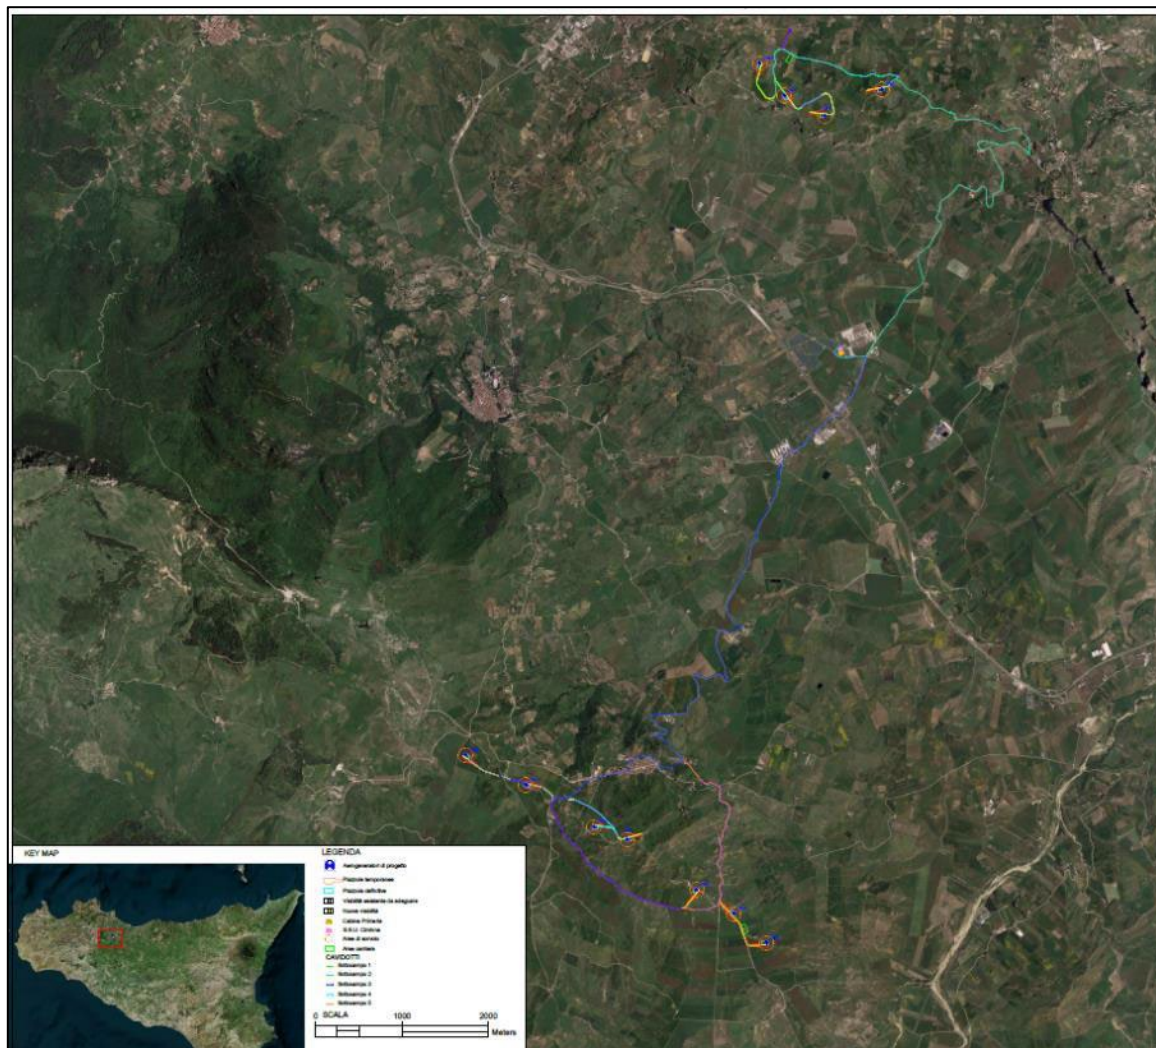 KEY MAP
LEGENDA
Aerogeneratori di progetto
Piazzole temporanee
Piazzole definitive
Viabilità esistente da adeguare
Nuova viabilità
Cabina Primaria
Area di sorvolo
Area cantiere
CAVIDOTTI
Sottocampo 1
Sottocampo 2
Sottocampo 3
Sottocampo 4
Sottocampo 5
SCALA
0 1000 2000
Meters